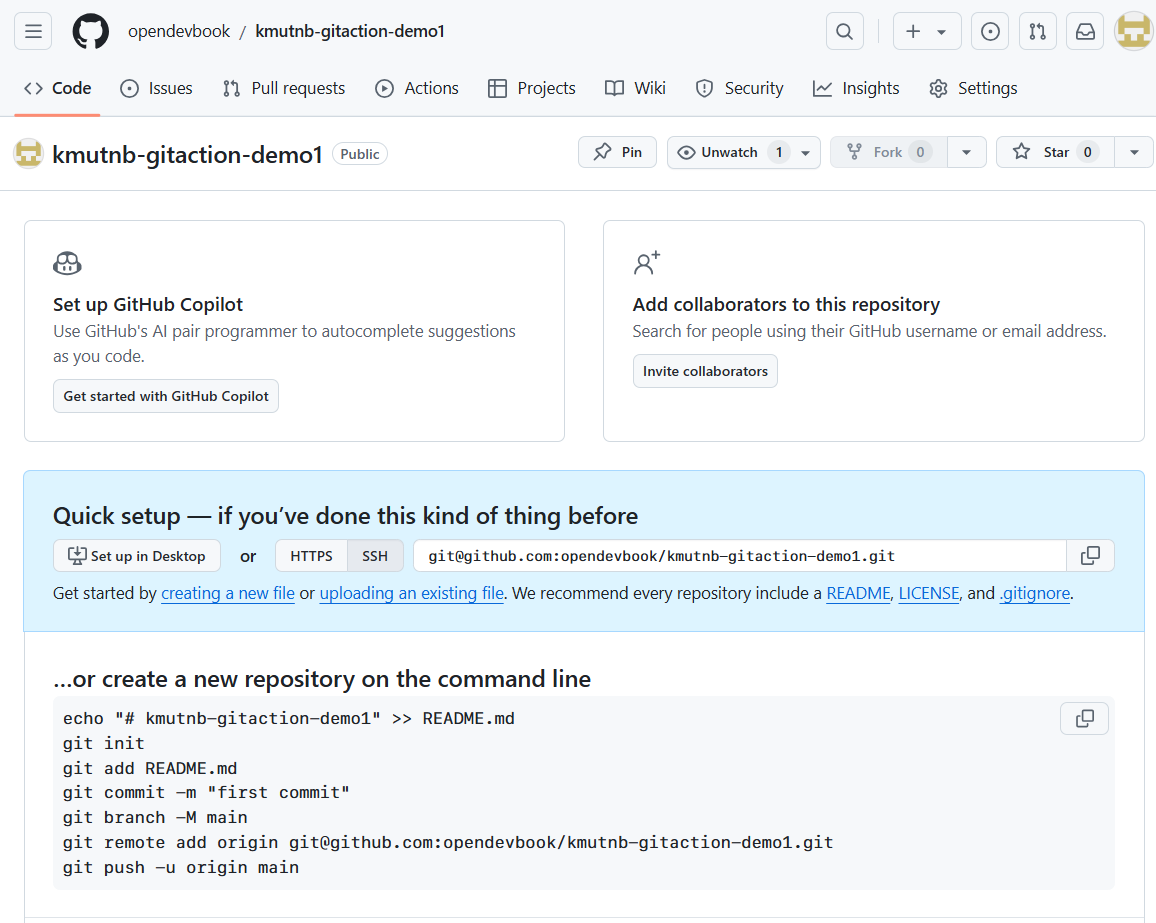 opendevbook / kmutnb-gitaction-demo1
Code Issues Pull requests Actions Projects Wiki Security Insights Settings
kmutnb-gitaction-demo1 Public Pin Unwatch 1 Fork 0 Star 0
Set up GitHub Copilot
Use GitHub's AI pair programmer to autocomplete suggestions
as you code.
Get started with GitHub Copilot
Add collaborators to this repository
Search for people using their GitHub username or email address.
Invite collaborators
Quick setup — if you’ve done this kind of thing before
Set up in Desktop or HTTPS SSH git@github.com:opendevbook/kmutnb-gitaction-demo1.git
Get started by creating a new file or uploading an existing file. We recommend every repository include a README, LICENSE, and .gitignore.
…or create a new repository on the command line
echo "# kmutnb-gitaction-demo1" >> README.md
git init
git add README.md
git commit -m "first commit"
git branch -M main
git remote add origin git@github.com:opendevbook/kmutnb-gitaction-demo1.git
git push -u origin main